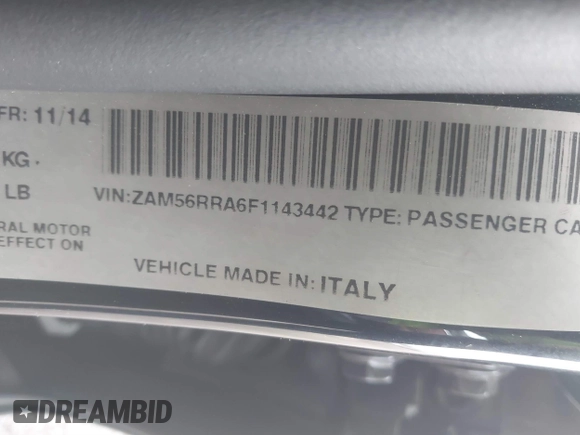 FR: 11/14
KG.
LB
VIN:ZAM56RRA6F1143442 TYPE: PASSENGER CA
RAL MOTOR
EFFECT ON
VEHICLE MADE IN: ITALY
DREAMBID